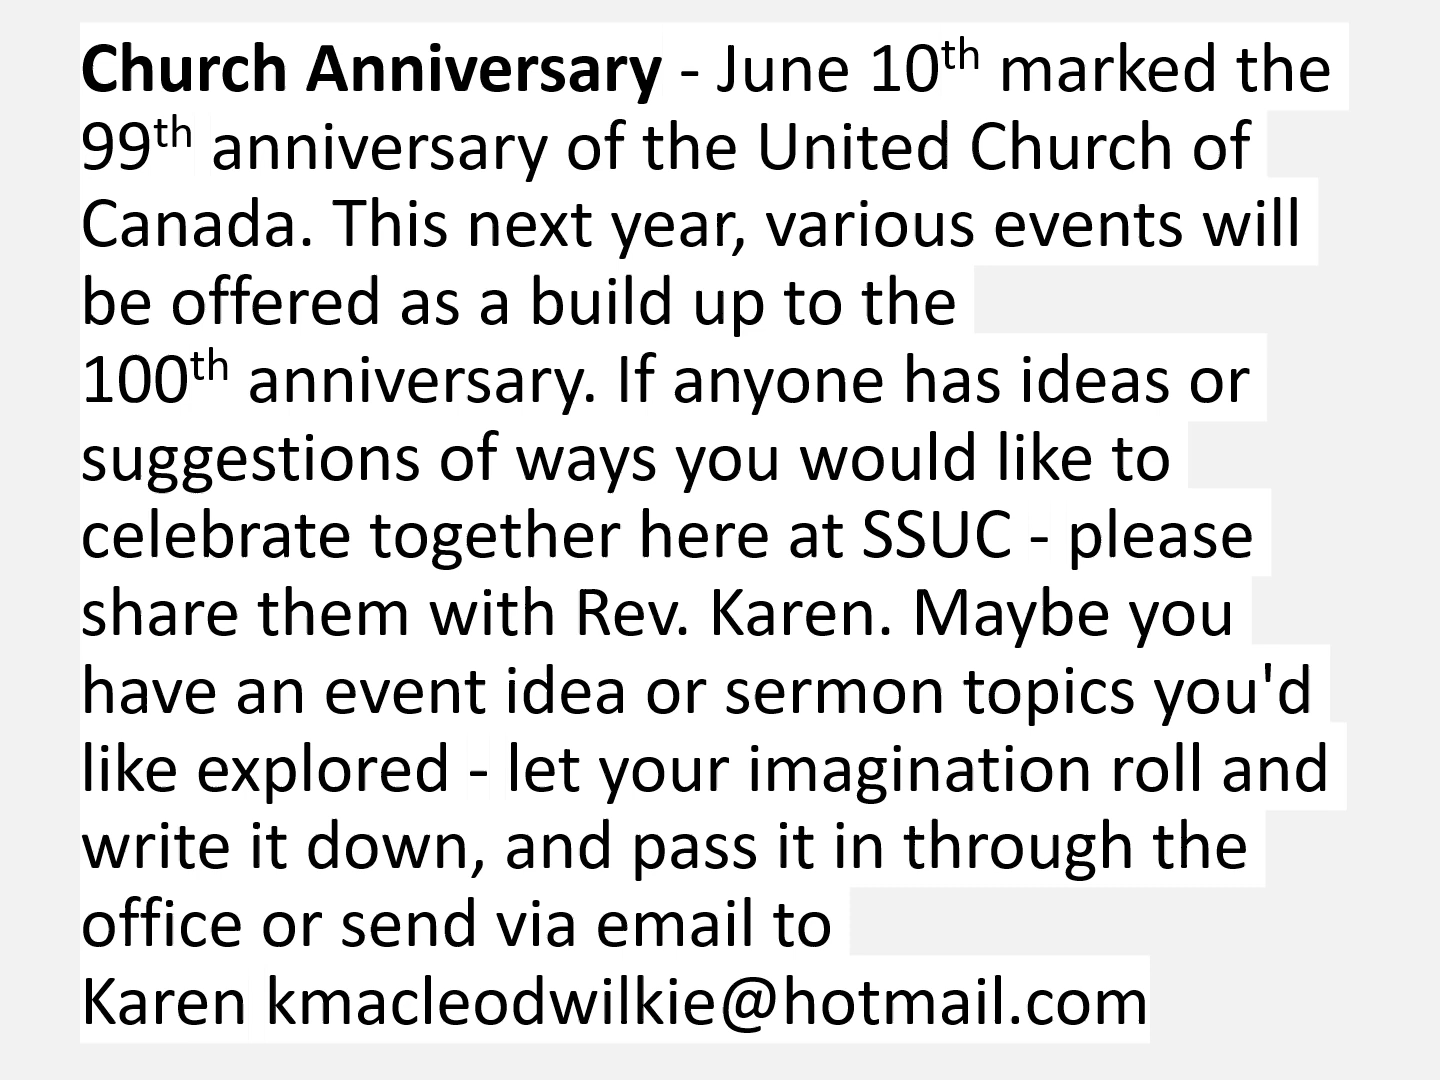 Church Anniversary - June 10th marked the
99th anniversary of the United Church of
Canada. This next year, various events will
be offered as a build up to the
100th anniversary. If anyone has ideas or
suggestions of ways you would like to
celebrate together here at SSUC - please
share them with Rev. Karen. Maybe you
have an event idea or sermon topics you'd
like explored - let your imagination roll and
write it down, and pass it in through the
office or send via email to
Karen kmacleodwilkie@hotmail.com